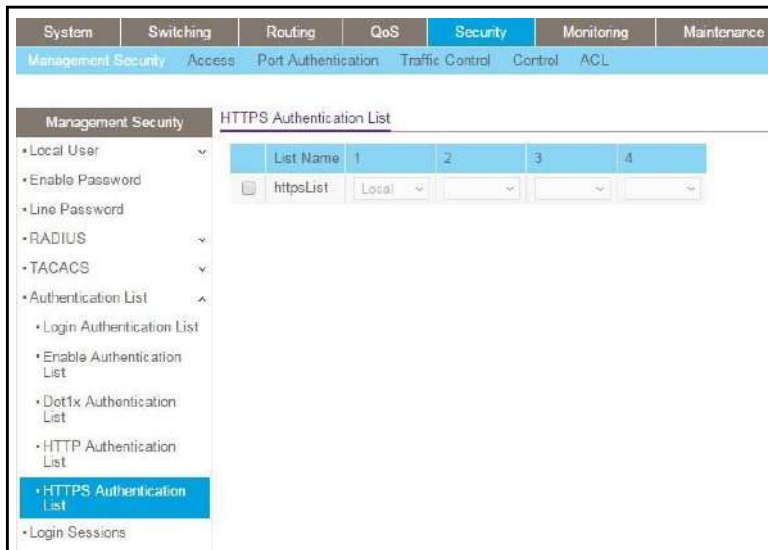 System Switching Routing QoS Security Monitoring Maintenance
Management Security Access Port Authentication Traffic Control Control ACL
Management Security
Local User
Enable Password
Line Password
RADIUS
TACACS
Authentication List
Login Authentication List
Enable Authentication
List
Dot1x Authentication
List
HTTP Authentication
List
HTTPS Authentication
List
Login Sessions
HTTPS Authentication List
List Name 1 2 3 4
httpsList Local